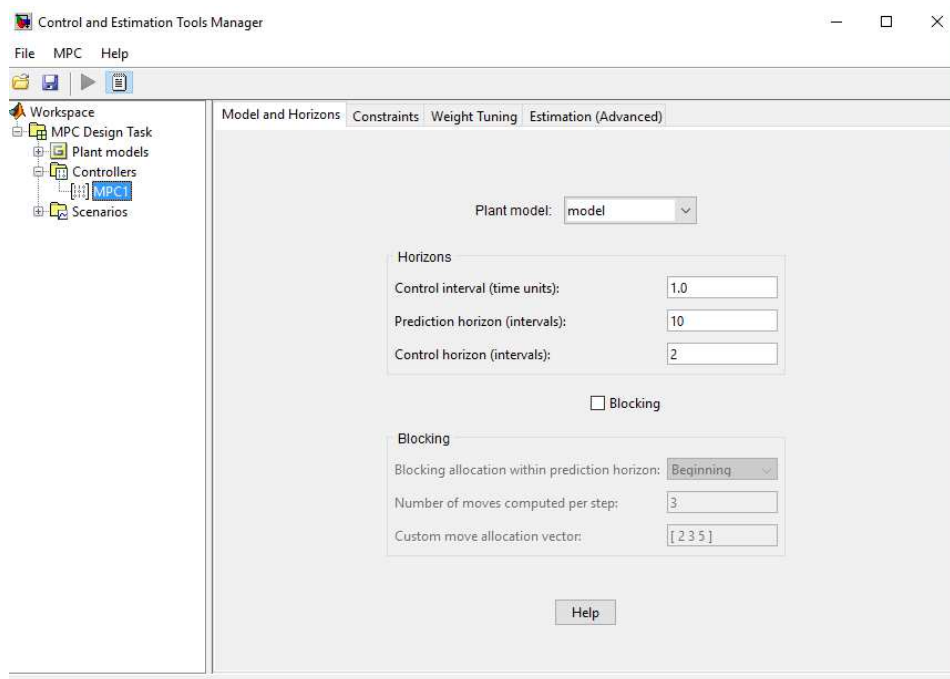 Control and Estimation Tools Manager
File MPC Help
Workspace
MPC Design Task
Plant models
Controllers
MPC1
Scenarios
Model and Horizons Constraints Weight Tuning Estimation (Advanced)
Plant model: model
Horizons
Control interval (time units): 1.0
Prediction horizon (intervals): 10
Control horizon (intervals): 2
Blocking
Blocking
Blocking allocation within prediction horizon: Beginning
Number of moves computed per step: 3
Custom move allocation vector: [ 2 3 5 ]
Help